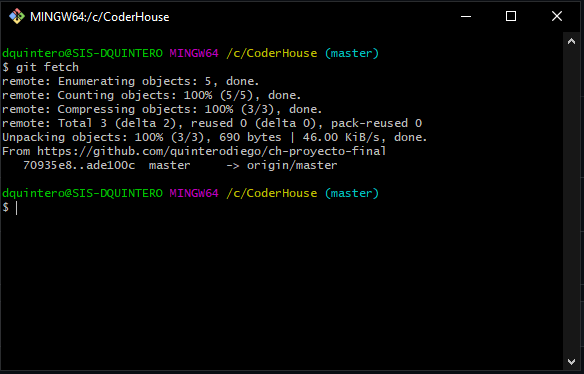 MINGW64:/c/CoderHouse
dquintero@SIS-DQUINTERO MINGW64 /c/CoderHouse (master)
$ git fetch
remote: Enumerating objects: 5, done.
remote: Counting objects: 100% (5/5), done.
remote: Compressing objects: 100% (3/3), done.
remote: Total 3 (delta 2), reused 0 (delta 0), pack-reused 0
Unpacking objects: 100% (3/3), 690 bytes | 46.00 KiB/s, done.
From https://github.com/quinterodiego/ch-proyecto-final
   70935e8..ade100c  master     -> origin/master
dquintero@SIS-DQUINTERO MINGW64 /c/CoderHouse (master)
$